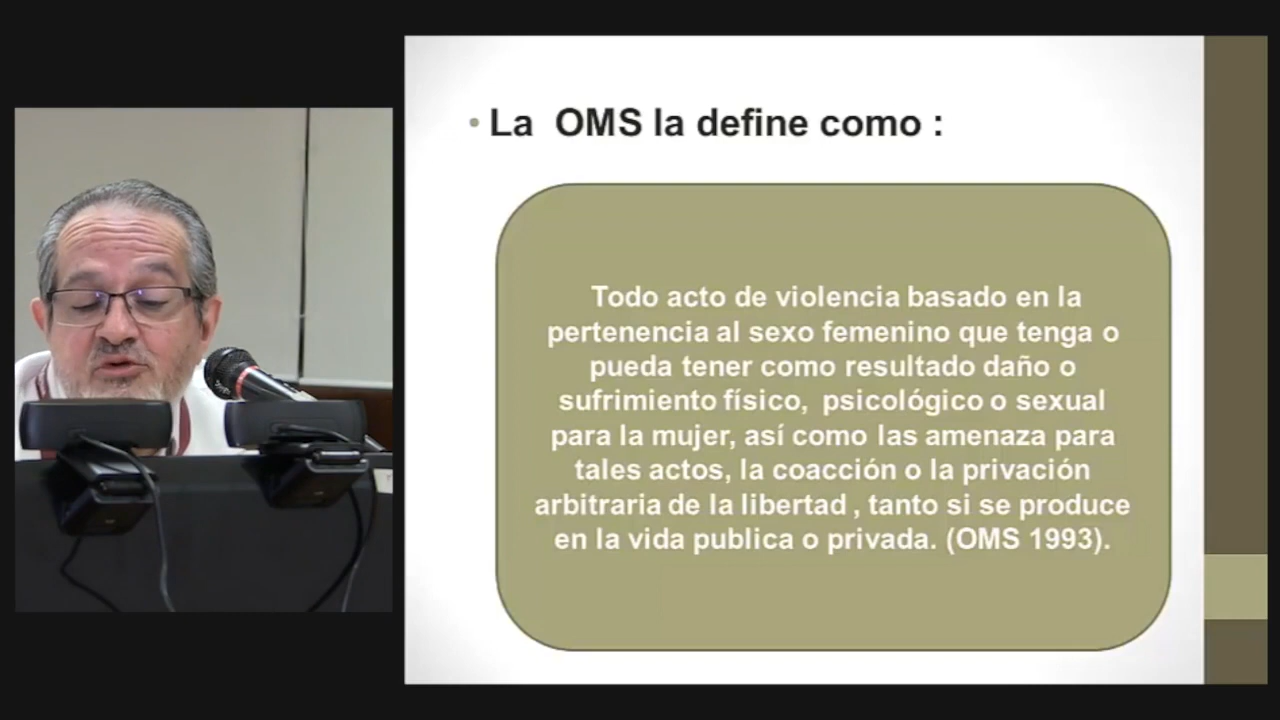 • La OMS la define como :
Todo acto de violencia basado en la
pertenencia al sexo femenino que tenga o
pueda tener como resultado daño o
sufrimiento físico, psicológico o sexual
para la mujer, así como las amenaza para
tales actos, la coacción o la privación
arbitraria de la libertad , tanto si se produce
en la vida publica o privada. (OMS 1993).